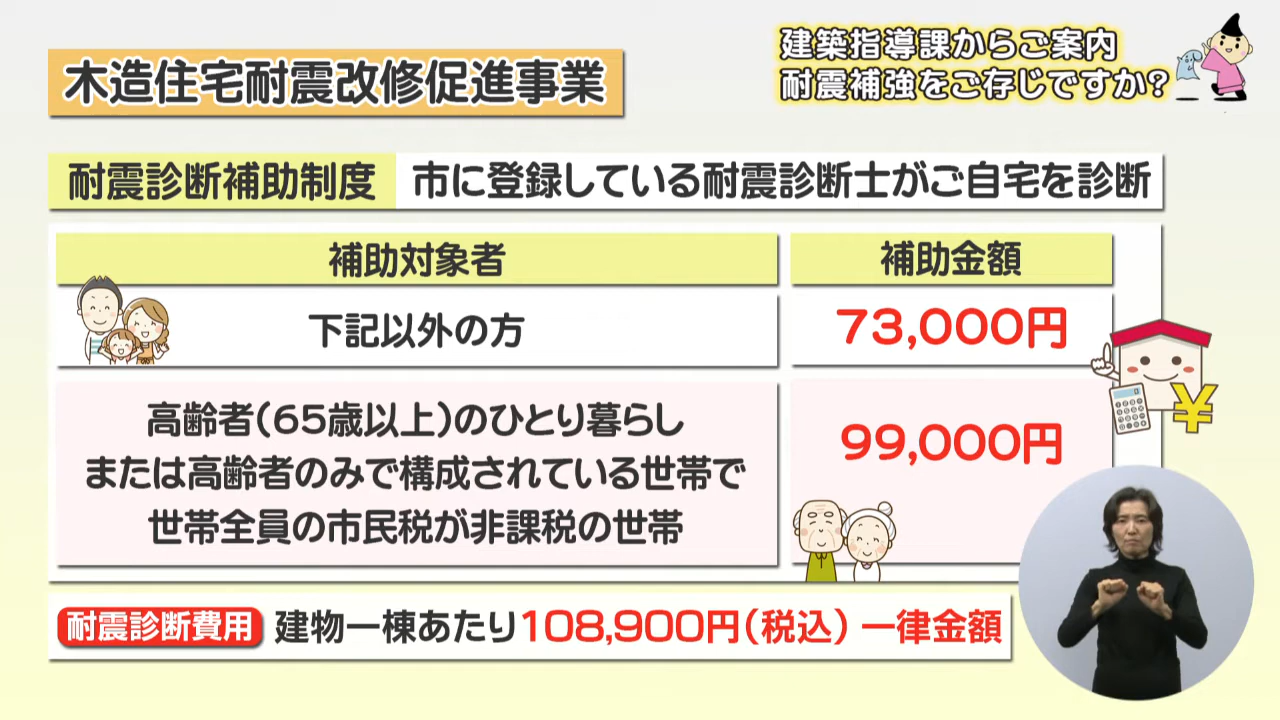 建築指導課からご案内
耐震補強をご存じですか?
木造住宅耐震改修促進事業
耐震診断補助制度 市に登録している耐震診断士がご自宅を診断
補助対象者 補助金額
下記以外の方 73,000円
高齢者(65歳以上)のひとり暮らし
または高齢者のみで構成されている世帯で
世帯全員の市民税が非課税の世帯
99,000円
¥
耐震診断費用 建物一棟あたり108,900円(税込) 一律金額